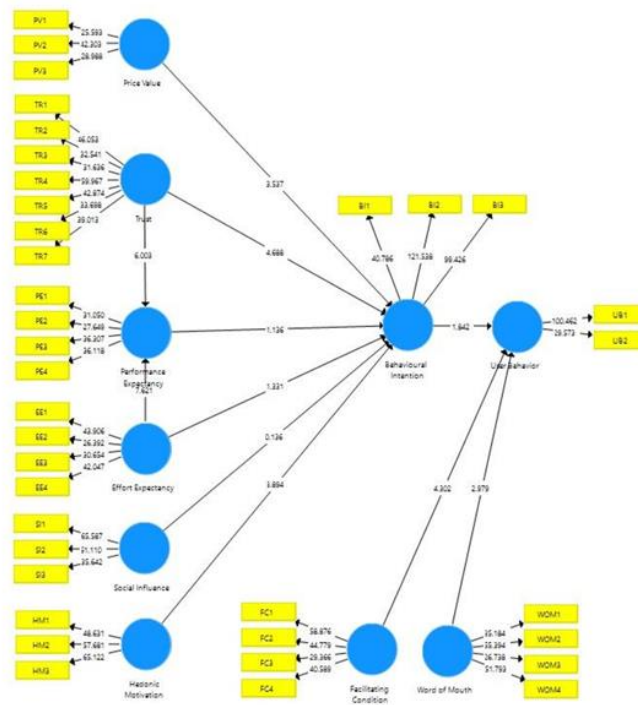 PV1
PV2
PV3
25.593
42.303
28.988
Price Value
TR1
TR2
TR3
TR4
TR5
TR6
TR7
46.053
32.541
31.636
59.967
42.874
33.698
39.013
Trust
3.537
4.688
6.003
BI1
BI2
BI3
40.786
121.538
99.426
PE1
PE2
PE3
PE4
31.050
27.649
36.307
36.118
Performance
Expectancy
1.136
Behavioural
Intention
1.642
User Behavior
100.462
29.573
UB1
UB2
7.621
1.331
EE1
EE2
EE3
EE4
43.906
26.392
30.654
42.047
Effort Expectancy
0.136
3.894
4.302
2.979
SI1
SI2
SI3
65.587
51.110
35.642
Social Influence
HM1
HM2
HM3
48.631
57.681
65.122
Hedonic
Motivation
FC1
FC2
FC3
FC4
58.876
44.779
29.366
40.589
Facilitating
Condition
Word of Mouth
35.184
35.394
26.738
51.793
WOM1
WOM2
WOM3
WOM4